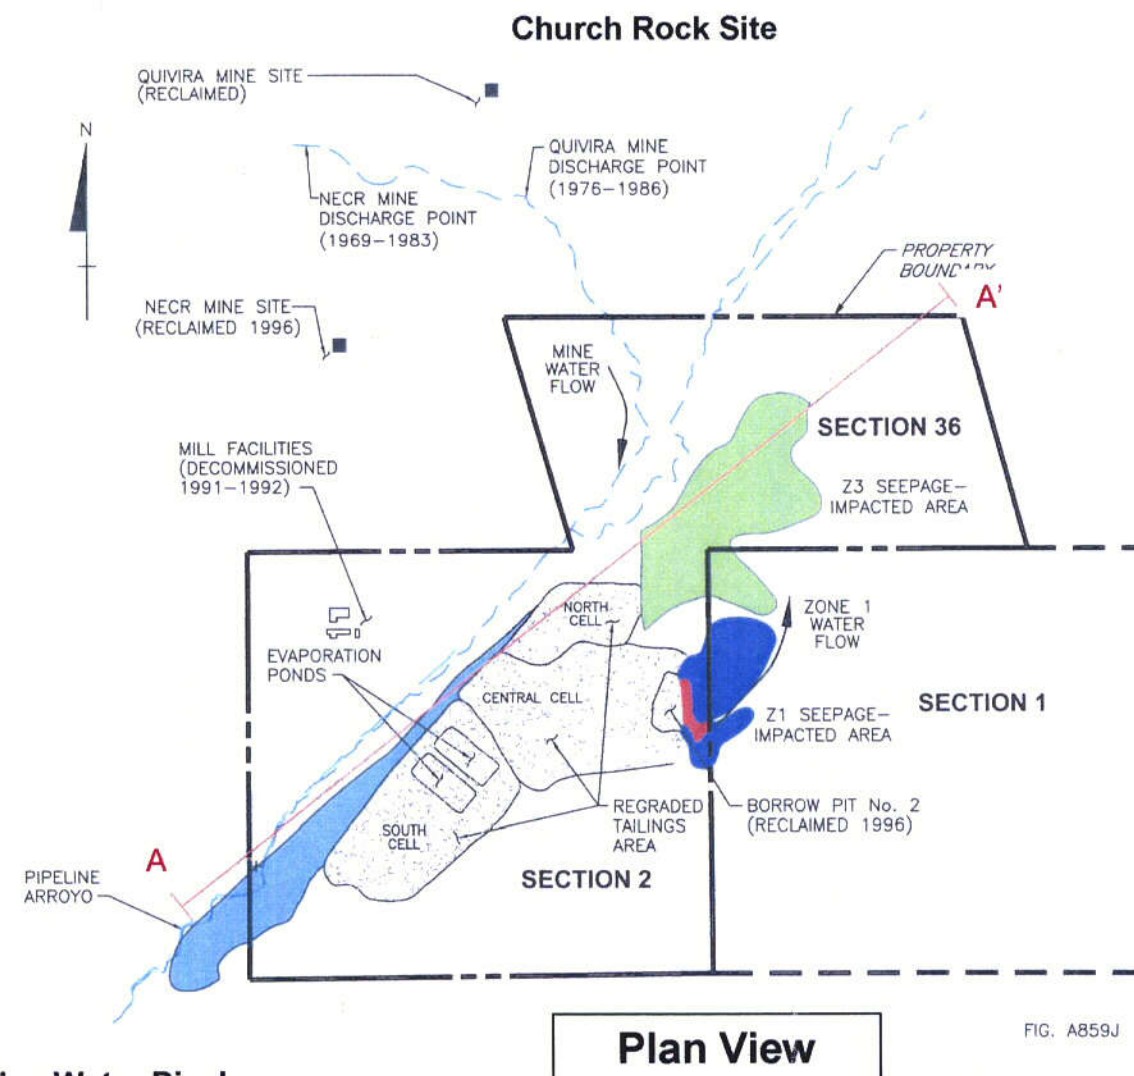 Church Rock Site
QUIVIRA MINE SITE
(RECLAIMED)
N
QUIVIRA MINE
DISCHARGE POINT
(1976–1986)
NECR MINE
DISCHARGE POINT
(1969–1983)
PROPERTY
A'
NECR MINE SITE
(RECLAIMED 1996)
MINE
WATER
FLOW
SECTION 36
MILL FACILITIES
(DECOMMISSIONED
1991–1992)
Z3 SEEPAGE–
IMPACTED AREA
NORTH
CELL
ZONE 1
WATER
FLOW
EVAPORATION
PONDS
CENTRAL CELL
SECTION 1
Z1 SEEPAGE–
IMPACTED AREA
REGRADED
TAILINGS
AREA
BORROW PIT No. 2
(RECLAIMED 1996)
SOUTH
CELL
A
SECTION 2
PIPELINE
ARROYO
Plan View
FIG. A859J